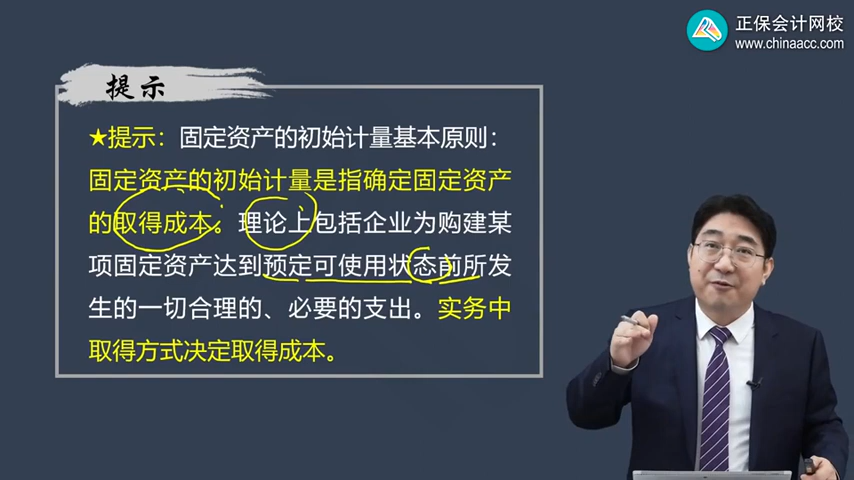 正保会计网校
www.chinaacc.com
提示
★提示：固定资产的初始计量基本原则：
固定资产的初始计量是指确定固定资产
的取得成本。理论上包括企业为购建某
项固定资产达到预定可使用状态前所发
生的一切合理的、必要的支出。实务中
取得方式决定取得成本。